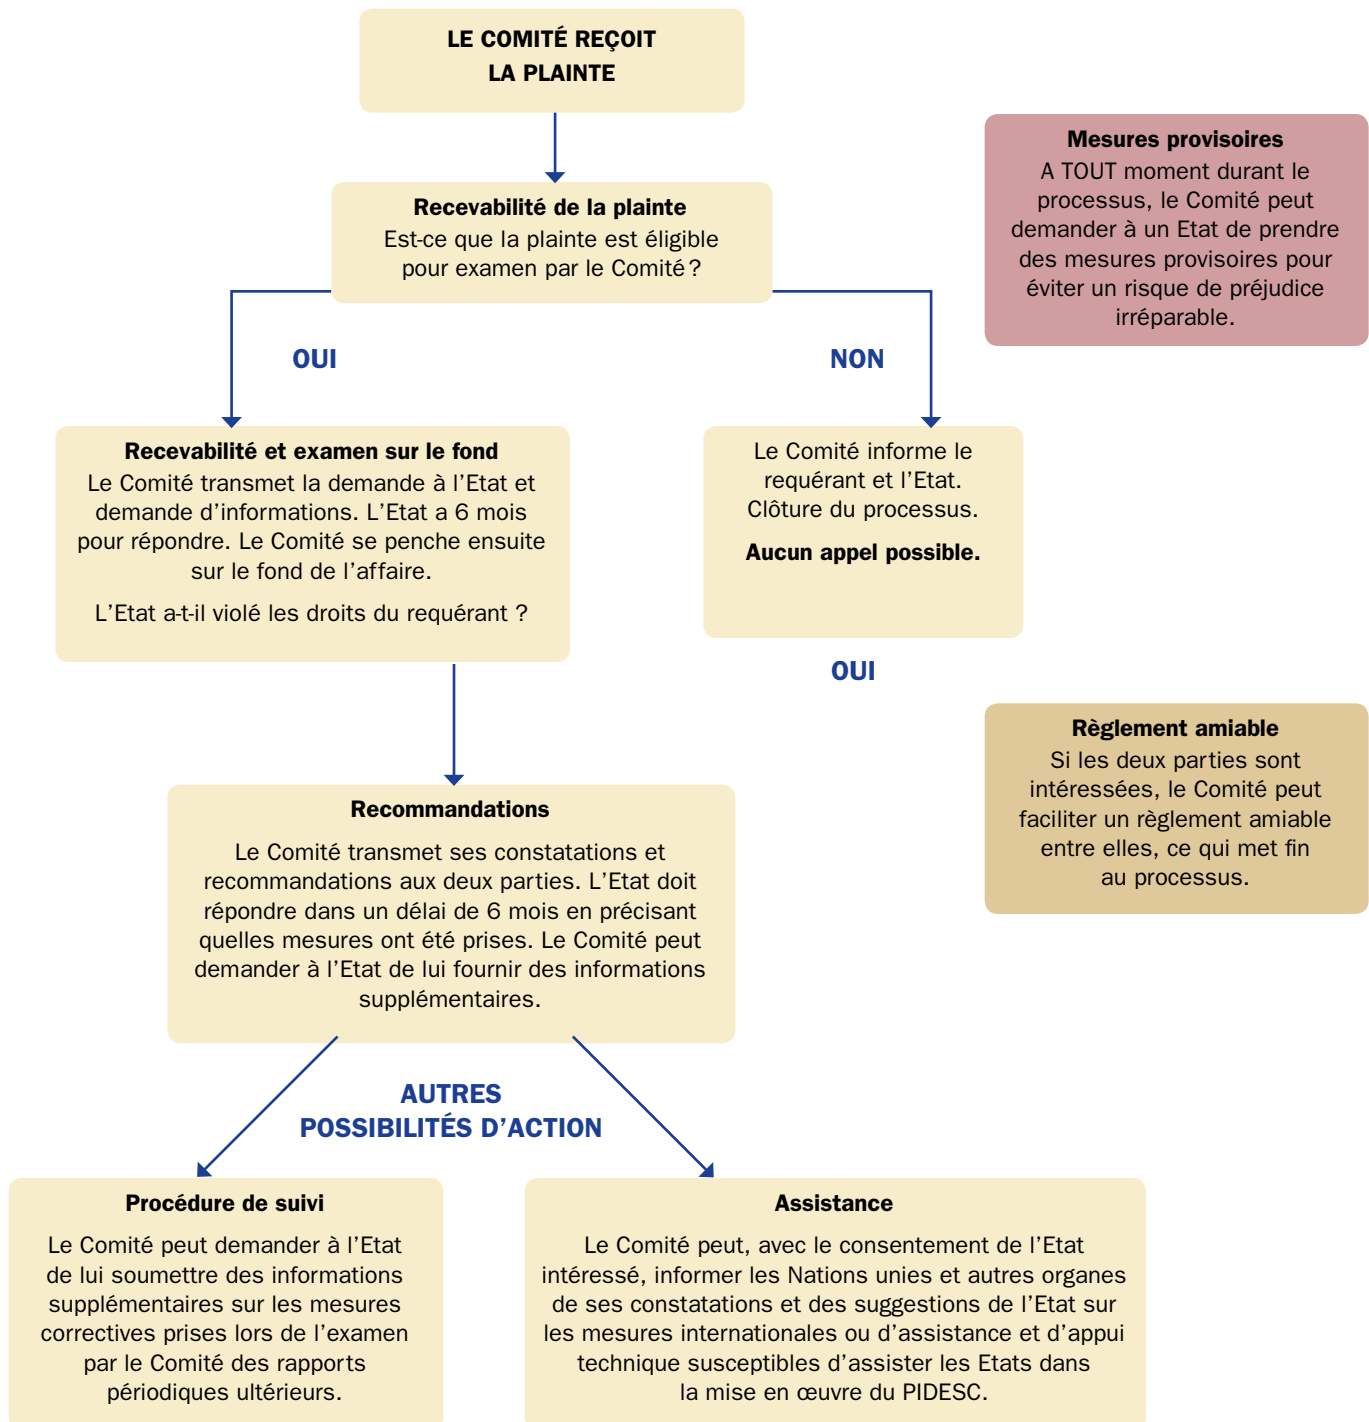 LE COMITÉ REÇOIT
LA PLAINTE
Recevabilité de la plainte
Est-ce que la plainte est éligible
pour examen par le Comité ?
Mesures provisoires
A TOUT moment durant le
processus, le Comité peut
demander à un Etat de prendre
des mesures provisoires pour
éviter un risque de préjudice
irréparable.
OUI
NON
Recevabilité et examen sur le fond
Le Comité transmet la demande à l’Etat et
demande d’informations. L’Etat a 6 mois
pour répondre. Le Comité se penche ensuite
sur le fond de l’affaire.
L’Etat a-t-il violé les droits du requérant ?
Le Comité informe le
requérant et l’Etat.
Clôture du processus.
Aucun appel possible.
OUI
Règlement amiable
Si les deux parties sont
intéressées, le Comité peut
faciliter un règlement amiable
entre elles, ce qui met fin
au processus.
Recommandations
Le Comité transmet ses constatations et
recommandations aux deux parties. L’Etat doit
répondre dans un délai de 6 mois en précisant
quelles mesures ont été prises. Le Comité peut
demander à l’Etat de lui fournir des informations
supplémentaires.
AUTRES
POSSIBILITÉS D’ACTION
Procédure de suivi
Le Comité peut demander à l’Etat
de lui soumettre des informations
supplémentaires sur les mesures
correctives prises lors de l’examen
par le Comité des rapports
périodiques ultérieurs.
Assistance
Le Comité peut, avec le consentement de l’Etat
intéressé, informer les Nations unies et autres organes
de ses constatations et des suggestions de l’Etat sur
les mesures internationales ou d’assistance et d’appui
technique susceptibles d’assister les Etats dans
la mise en œuvre du PIDESC.